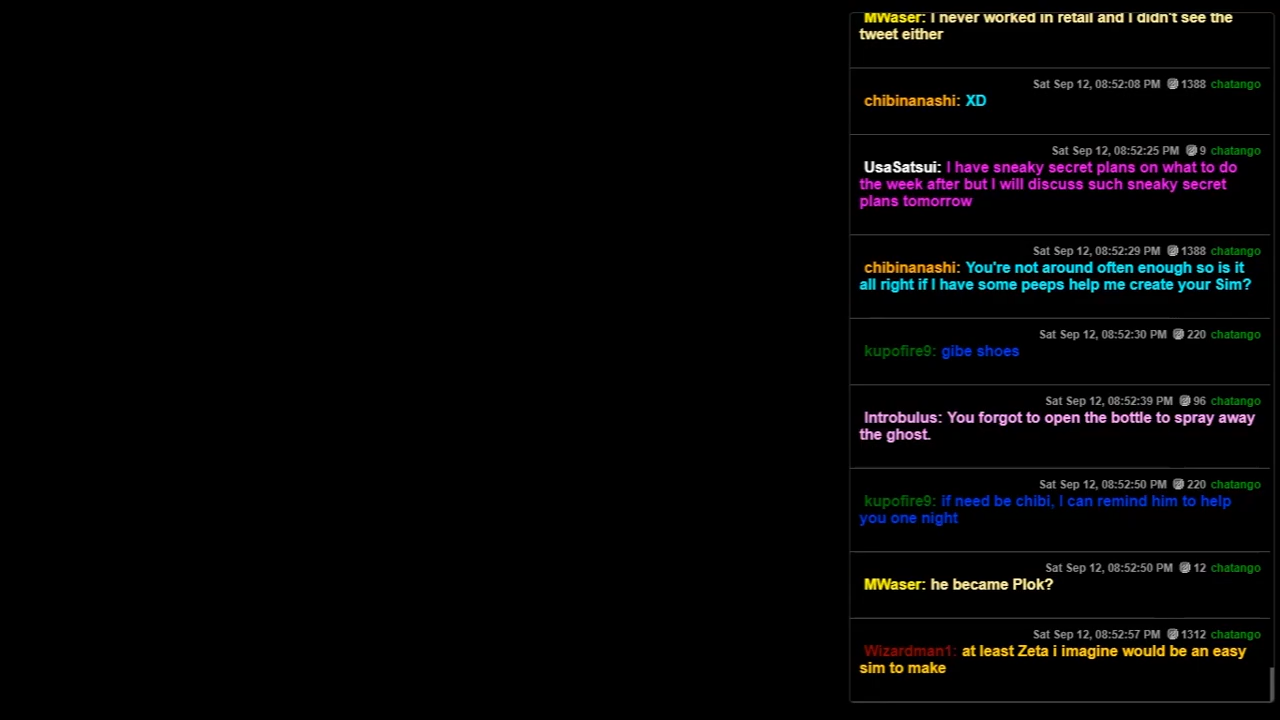 MWaser: I never worked in retail and I didn't see the
tweet either
Sat Sep 12, 08:52:08 PM 1388 chatango
chibinanashi: XD
Sat Sep 12, 08:52:25 PM 9 chatango
UsaSatsui: I have sneaky secret plans on what to do
the week after but I will discuss such sneaky secret
plans tomorrow
Sat Sep 12, 08:52:29 PM 1388 chatango
chibinanashi: You're not around often enough so is it
all right if I have some peeps help me create your Sim?
Sat Sep 12, 08:52:30 PM 220 chatango
kupofire9: gibe shoes
Sat Sep 12, 08:52:39 PM 96 chatango
Introbulus: You forgot to open the bottle to spray away
the ghost.
Sat Sep 12, 08:52:50 PM 220 chatango
kupofire9: if need be chibi, I can remind him to help
you one night
Sat Sep 12, 08:52:50 PM 12 chatango
MWaser: he became Plok?
Sat Sep 12, 08:52:57 PM 1312 chatango
Wizardman1: at least Zeta i imagine would be an easy
sim to make